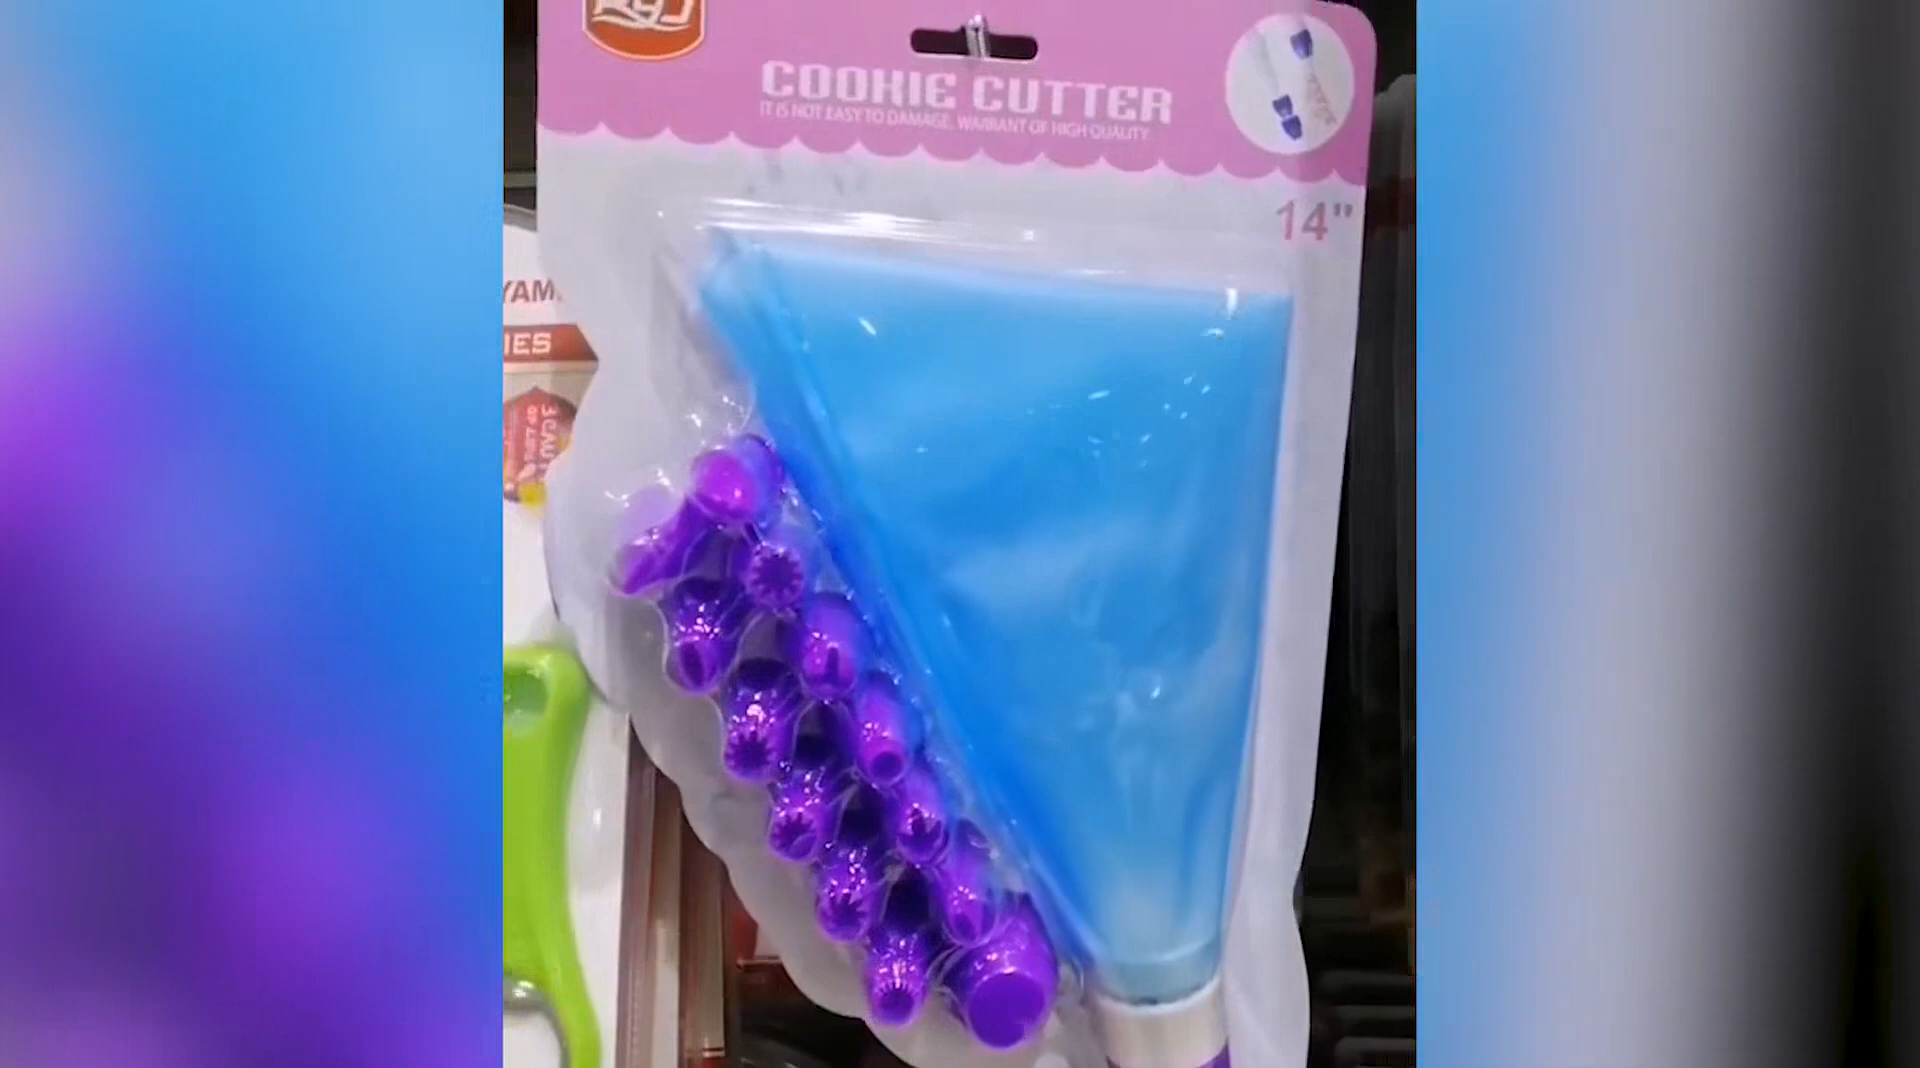 COOKIE CUTTER
IT IS NOT EASY TO DAMAGE, WARRANT OF HIGH QUALITY.
14"
YAM
IES